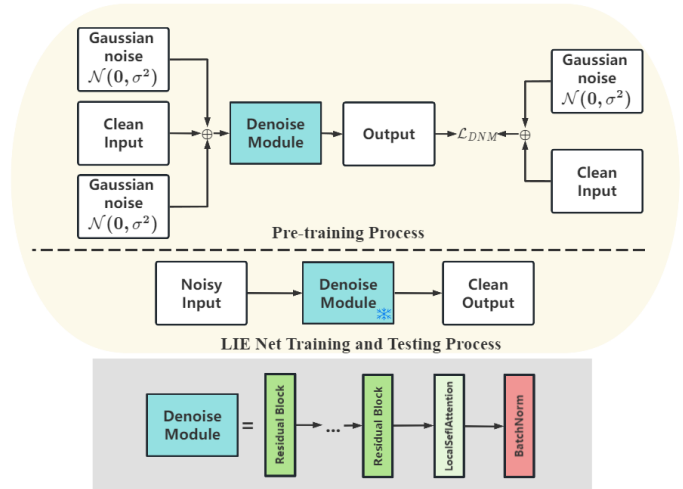 Gaussian
noise
𝒩(0, σ²)
Clean
Input
Gaussian
noise
𝒩(0, σ²)
⊕
Denoise
Module
Output
ℒ_DNM
⊕
Gaussian
noise
𝒩(0, σ²)
Clean
Input
Pre-training Process
Noisy
Input
Denoise
Module
Clean
Output
LIE Net Training and Testing Process
Denoise
Module
=
Residual Block
...
Residual Block
LocalSeflAttention
BatchNorm